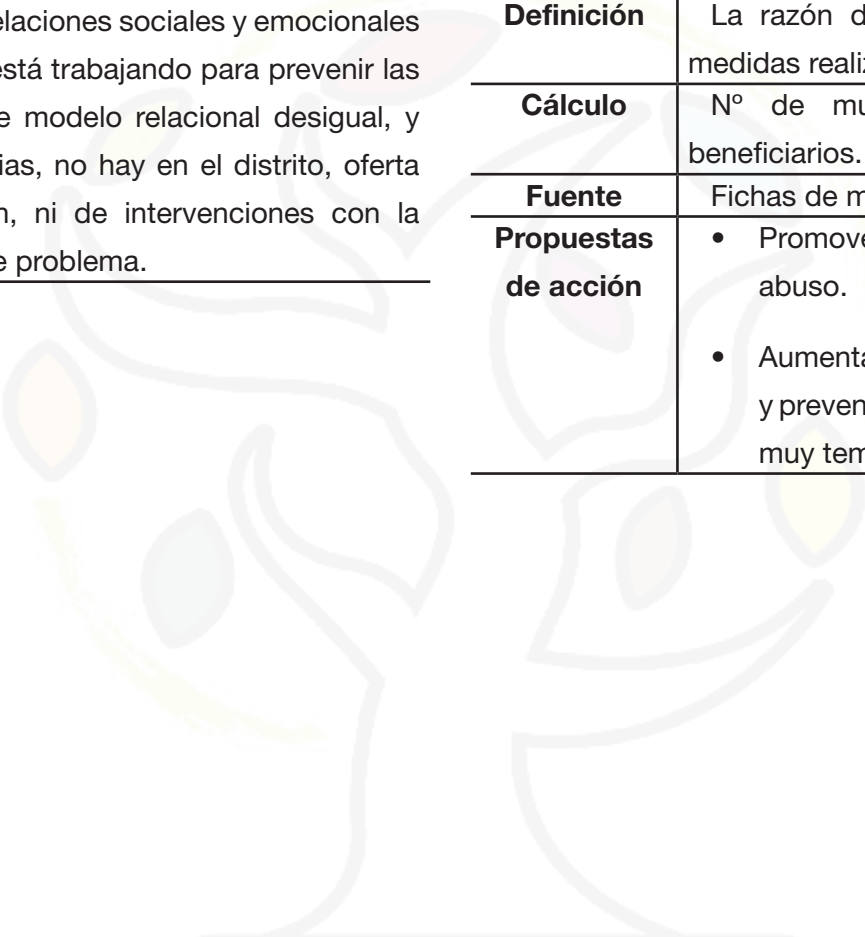 elaciones sociales y emocionales
está trabajando para prevenir las
e modelo relacional desigual, y
ias, no hay en el distrito, oferta
n, ni de intervenciones con la
e problema.
Definición La razón d
medidas realiz
Cálculo Nº de mu
beneficiarios.
Fuente Fichas de m
Propuestas • Promove
de acción abuso.
• Aumenta
y preven
muy tem